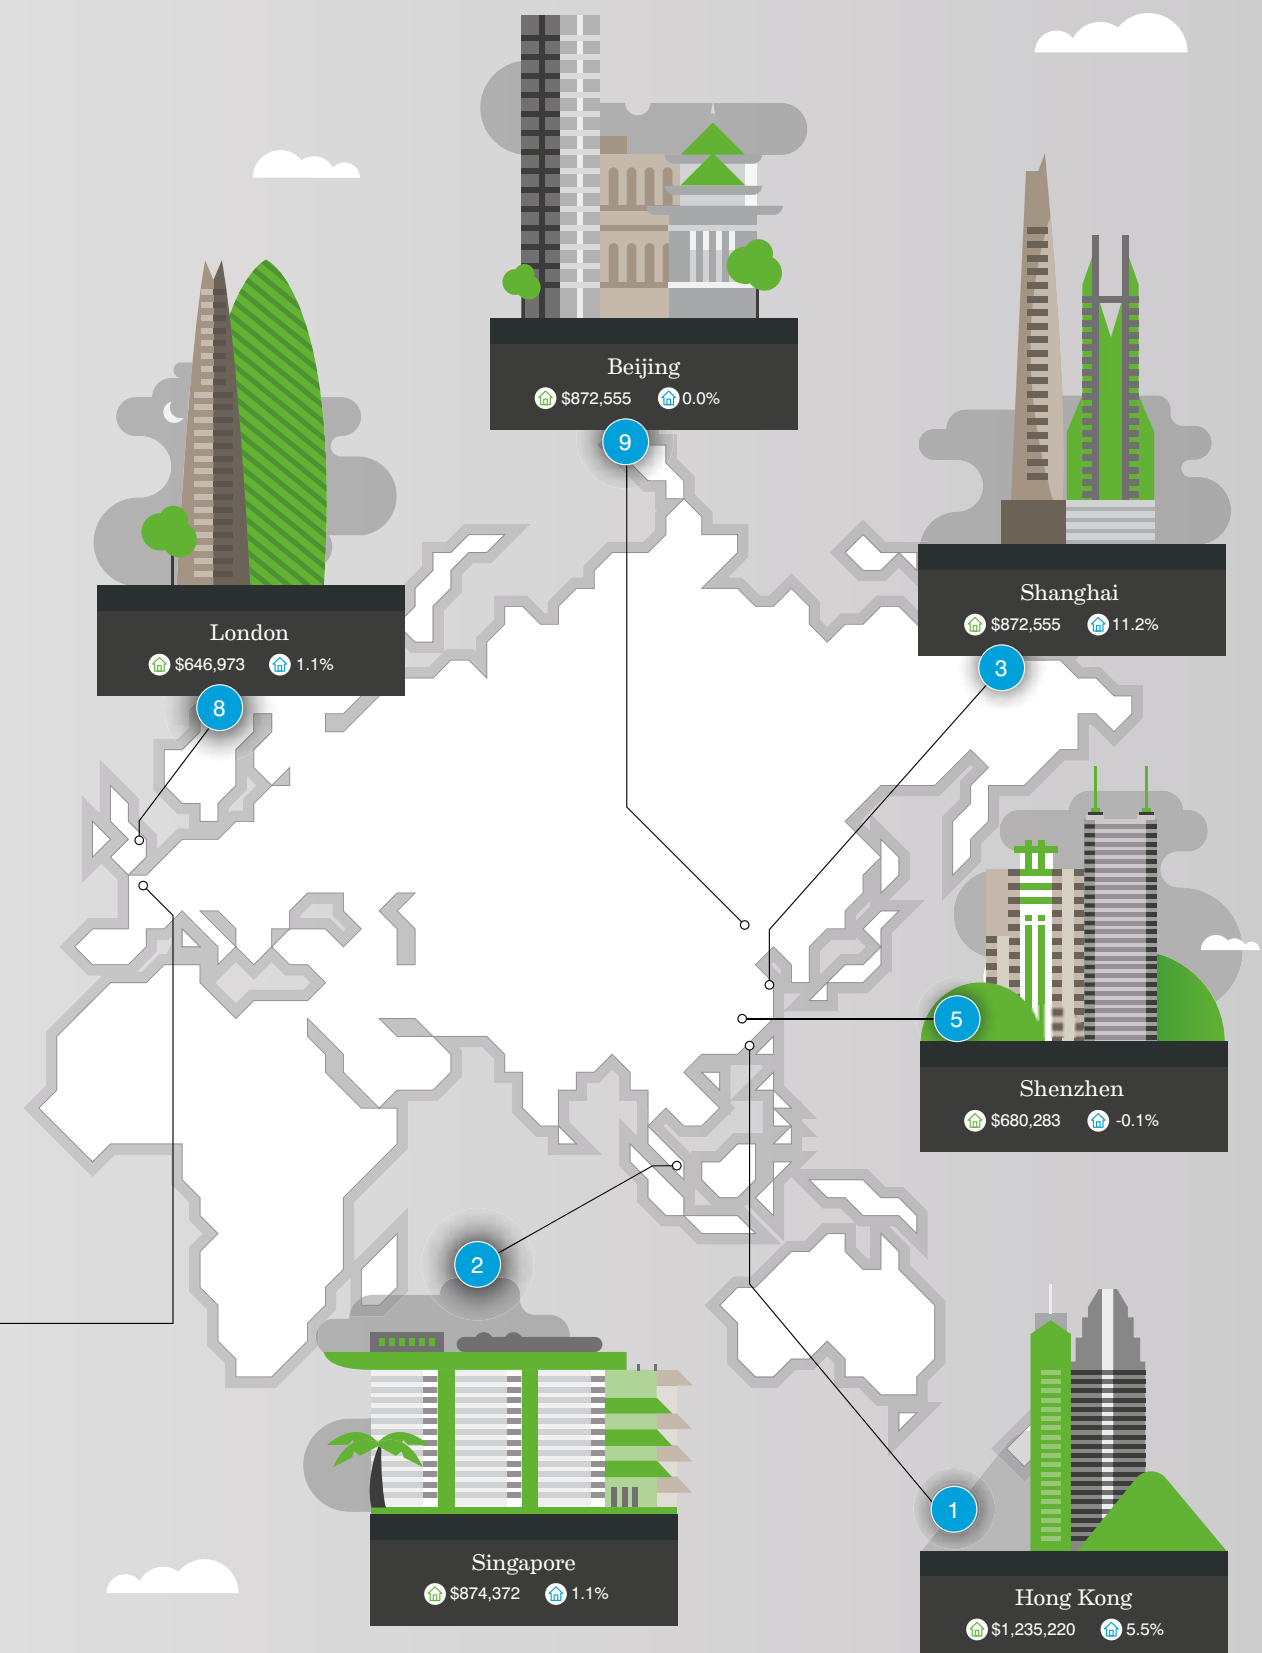 Beijing
$872,555 0.0%
9
Shanghai
$872,555 11.2%
3
London
$646,973 1.1%
8
5
Shenzhen
$680,283 -0.1%
2
Singapore
$874,372 1.1%
1
Hong Kong
$1,235,220 5.5%